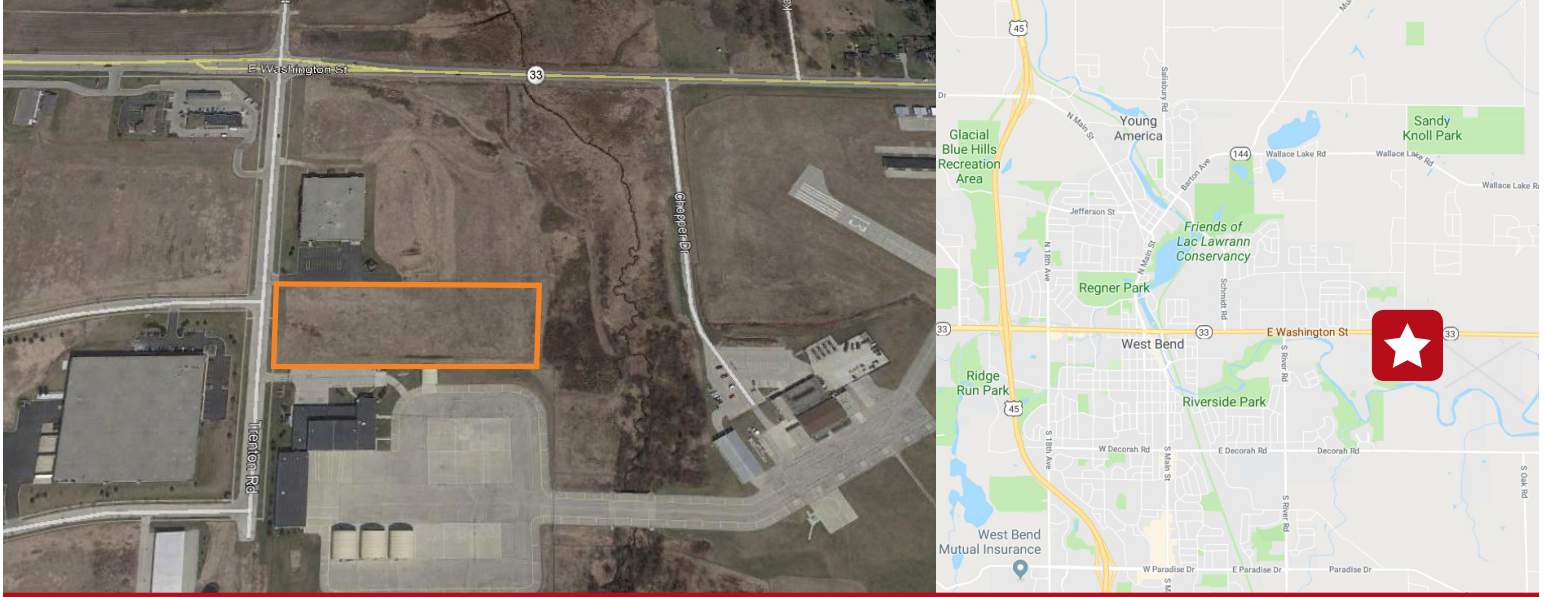 E Washington St
33
Chopper Dr
Trenton Rd
45
Dr
N Main St
Salisbury Rd
Young
America
Sandy
Knoll Park
Glacial
Blue Hills
Recreation
Area
144
Wallace Lake Rd
Wallace Lake Rd
Wallace Lake R
Barton Ave
Jefferson St
N 18th Ave
Friends of
Lac Lawrann
Conservancy
N Main St
Regner Park
Schmidt Rd
33
33
E Washington St
33
West Bend
S River Rd
Ridge
Run Park
Riverside Park
45
S 18th Ave
W Decorah Rd
S Main St
E Decorah Rd
Decorah Rd
S Oak Rd
S River Rd
West Bend
Mutual Insurance
W Paradise Dr
E Paradise Dr
Paradise Dr
S M